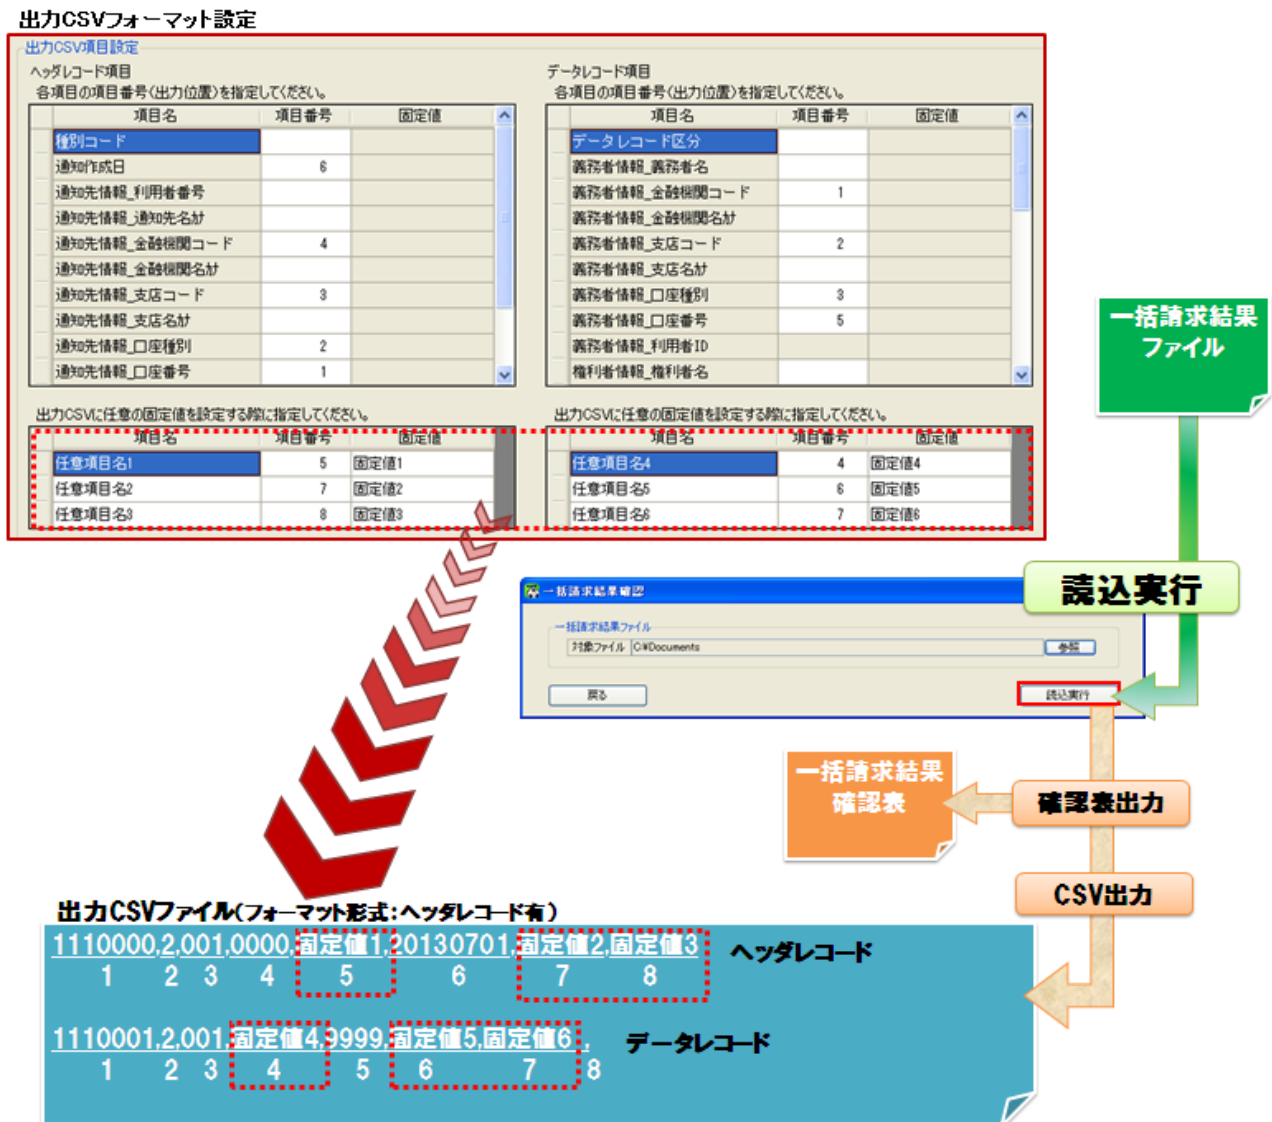 出力CSVフォーマット設定
出力CSV項目設定
ヘッダレコード項目
各項目の項目番号(出力位置)を指定してください。
項目名 項目番号 固定値
種別コード
通知作成日 6
通知先情報_利用者番号
通知先情報_通知先名ｶﾅ
通知先情報_金融機関コード 4
通知先情報_金融機関名ｶﾅ
通知先情報_支店コード 3
通知先情報_支店名ｶﾅ
通知先情報_口座種別 2
通知先情報_口座番号 1
出力CSVに任意の固定値を設定する際に指定してください。
項目名 項目番号 固定値
任意項目名1 5 固定値1
任意項目名2 7 固定値2
任意項目名3 8 固定値3
データレコード項目
各項目の項目番号(出力位置)を指定してください。
項目名 項目番号 固定値
データレコード区分
義務者情報_義務者名
義務者情報_金融機関コード 1
義務者情報_金融機関名ｶﾅ
義務者情報_支店コード 2
義務者情報_支店名ｶﾅ
義務者情報_口座種別 3
義務者情報_口座番号 5
義務者情報_利用者ID
権利者情報_権利者名
出力CSVに任意の固定値を設定する際に指定してください。
項目名 項目番号 固定値
任意項目名4 4 固定値4
任意項目名5 6 固定値5
任意項目名6 7 固定値6
一括請求結果
ファイル
読込実行
一括請求結果確認
一括請求結果ファイル
対象ファイル C:¥Documents 参照
戻る 読込実行
一括請求結果
確認表
確認表出力
CSV出力
出力CSVファイル(フォーマット形式:ヘッダレコード有)
1110000,2,001,0000,固定値1,20130701,固定値2,固定値3 ヘッダレコード
1 2 3 4 5 6 7 8
1110001,2,001,固定値4,9999,固定値5,固定値6 , データレコード
1 2 3 4 5 6 7 8